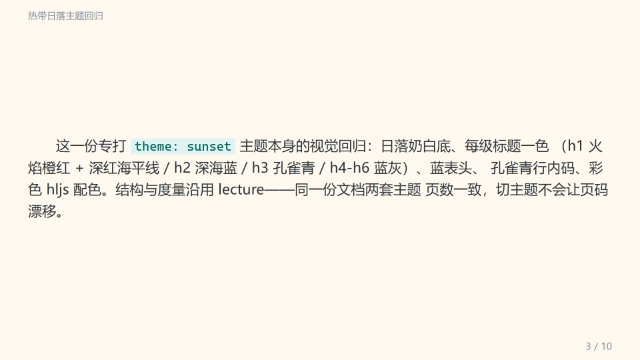 热带日落主题回归
这一份专打 theme: sunset 主题本身的视觉回归：日落奶白底、每级标题一色 （h1 火
焰橙红 + 深红海平线 / h2 深海蓝 / h3 孔雀青 / h4-h6 蓝灰）、蓝表头、 孔雀青行内码、彩
色 hljs 配色。结构与度量沿用 lecture——同一份文档两套主题 页数一致，切主题不会让页码
漂移。
3 / 10